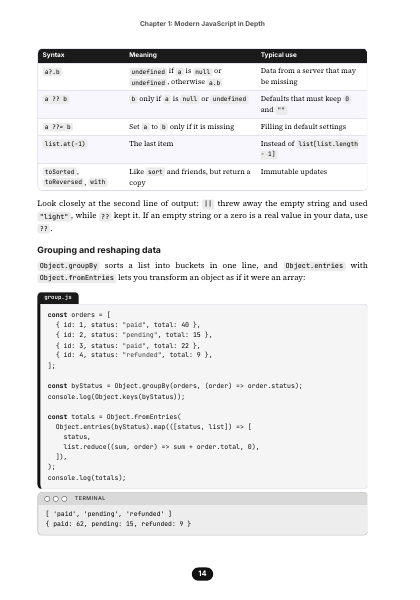 Chapter 1: Modern JavaScript in Depth
Syntax Meaning Typical use
a?.b undefined if a is null or undefined, otherwise a.b Data from a server that may be missing
a ?? b b only if a is null or undefined Defaults that must keep 0 and ""
a ??= b Set a to b only if it is missing Filling in default settings
list.at(-1) The last item Instead of list[list.length - 1]
toSorted, toReversed, with Like sort and friends, but return a copy Immutable updates
Look closely at the second line of output: || threw away the empty string and used
"light", while ?? kept it. If an empty string or a zero is a real value in your data, use
??.
Grouping and reshaping data
Object.groupBy sorts a list into buckets in one line, and Object.entries with
Object.fromEntries lets you transform an object as if it were an array:
group.js
const orders = [
  { id: 1, status: "paid", total: 40 },
  { id: 2, status: "pending", total: 15 },
  { id: 3, status: "paid", total: 22 },
  { id: 4, status: "refunded", total: 9 },
];
const byStatus = Object.groupBy(orders, (order) => order.status);
console.log(Object.keys(byStatus));
const totals = Object.fromEntries(
  Object.entries(byStatus).map(([status, list]) => [
    status,
    list.reduce((sum, order) => sum + order.total, 0),
  ]),
);
console.log(totals);
TERMINAL
[ 'paid', 'pending', 'refunded' ]
{ paid: 62, pending: 15, refunded: 9 }
14